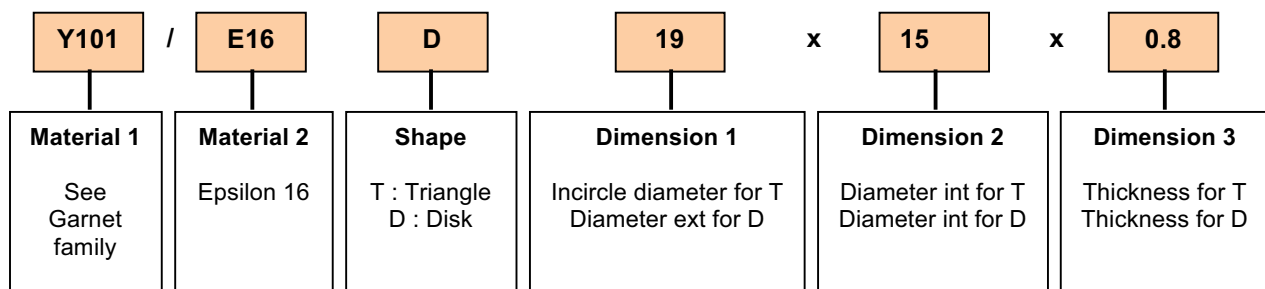 Y101 / E16 D 19 x 15 x 0.8
Material 1
See
Garnet
family
Material 2
Epsilon 16
Shape
T : Triangle
D : Disk
Dimension 1
Incircle diameter for T
Diameter ext for D
Dimension 2
Diameter int for T
Diameter int for D
Dimension 3
Thickness for T
Thickness for D